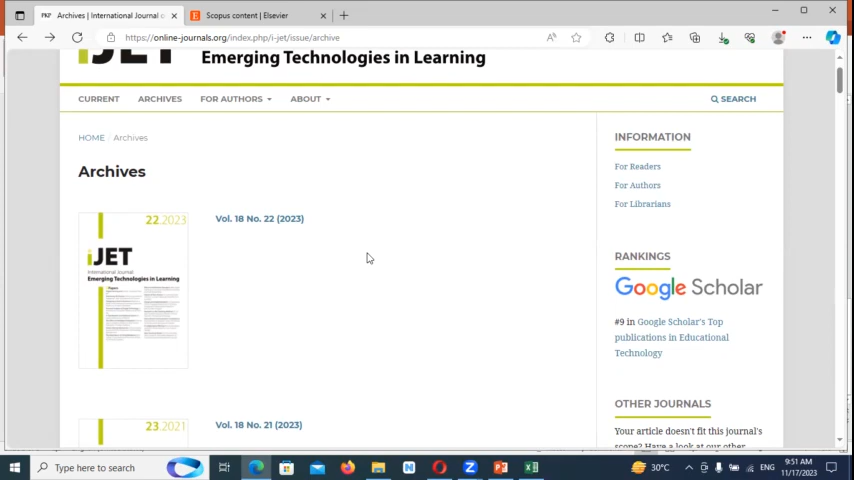 Archives | International Journal o
Scopus content | Elsevier
https://online-journals.org/index.php/i-jet/issue/archive
iJET
Emerging Technologies in Learning
CURRENT
ARCHIVES
FOR AUTHORS
ABOUT
SEARCH
HOME / Archives
Archives
22.2023
iJET
International Journal:
Emerging Technologies in Learning
Vol. 18 No. 22 (2023)
23.2021
Vol. 18 No. 21 (2023)
INFORMATION
For Readers
For Authors
For Librarians
RANKINGS
Google Scholar
#9 in Google Scholar's Top
publications in Educational
Technology
OTHER JOURNALS
Your article doesn't fit this journal's
scope? Have a look at our other
Type here to search
30°C
ENG
9:51 AM
11/17/2023